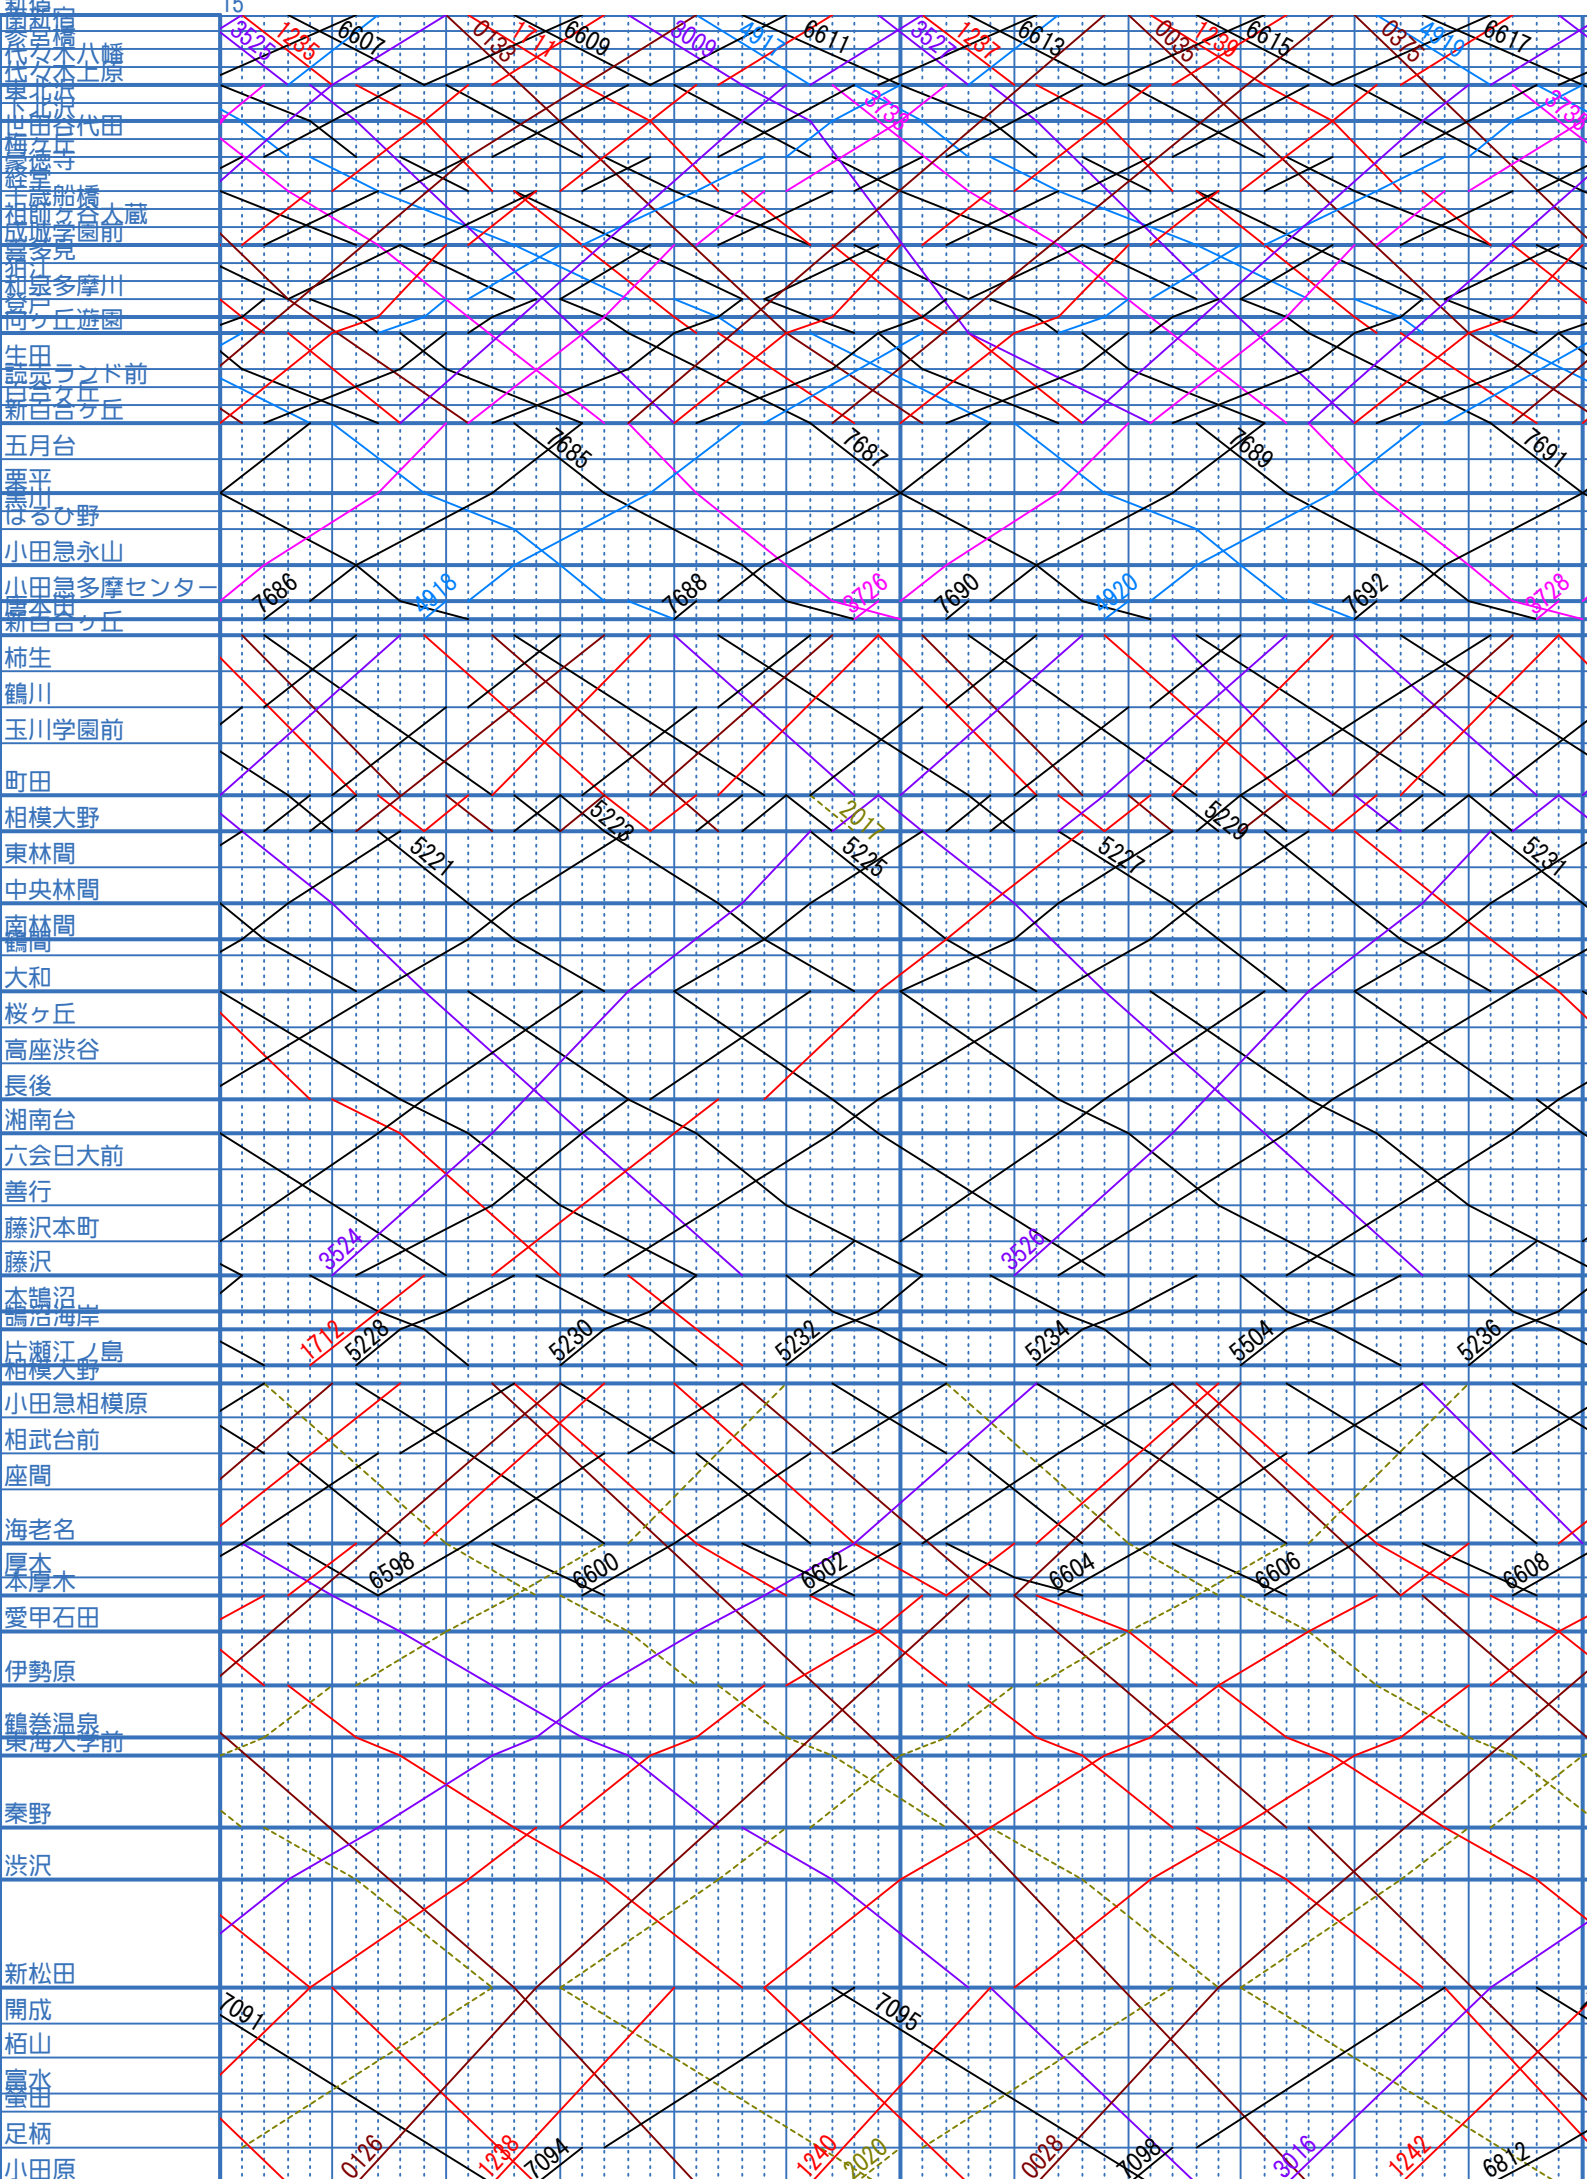 新宿 15
南新宿
参宮橋
3525 1235 6607 0133 1711 6609 3009 4917 6611 3527 1237 6613 0035 1239 6615 0375 4919 6617
代々木八幡
代々木上原
東北沢
下北沢
3733 3735
世田谷代田
梅ヶ丘
豪徳寺
経堂
千歳船橋
祖師ヶ谷大蔵
成城学園前
喜多見
狛江
和泉多摩川
登戸
向ヶ丘遊園
生田
読売ランド前
百合ヶ丘
新百合ヶ丘
五月台
7685 7687 7689 7691
栗平
黒川
はるひ野
小田急永山
小田急多摩センター
7686 4918 7688 3726 7690 4920 7692 3728
唐木田
新百合ヶ丘
柿生
鶴川
玉川学園前
町田
相模大野
5223 2017 5229
東林間
5221 5225 5227 5231
中央林間
南林間
鶴間
大和
桜ヶ丘
高座渋谷
長後
湘南台
六会日大前
善行
藤沢本町
藤沢
3524 3526
本鵠沼
鵠沼海岸
片瀬江ノ島
1712 5228 5230 5232 5234 5504 5236
相模大野
小田急相模原
相武台前
座間
海老名
厚木
6598 6600 6602 6604 6606 6608
本厚木
愛甲石田
伊勢原
鶴巻温泉
東海大学前
秦野
渋沢
新松田
開成
7091 7095
栢山
富水
螢田
足柄
小田原
0126 1238 7094 1240 2020 0028 7098 3016 1242 6812